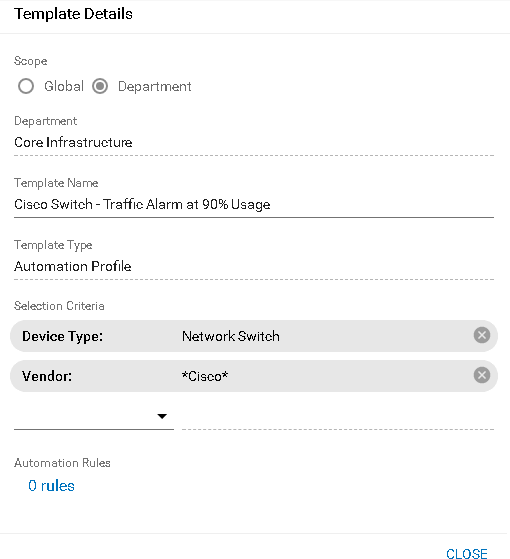 Template Details
Scope
Global Department
Department
Core Infrastructure
Template Name
Cisco Switch - Traffic Alarm at 90% Usage
Template Type
Automation Profile
Selection Criteria
Device Type: Network Switch
Vendor: *Cisco*
Automation Rules
0 rules
CLOSE